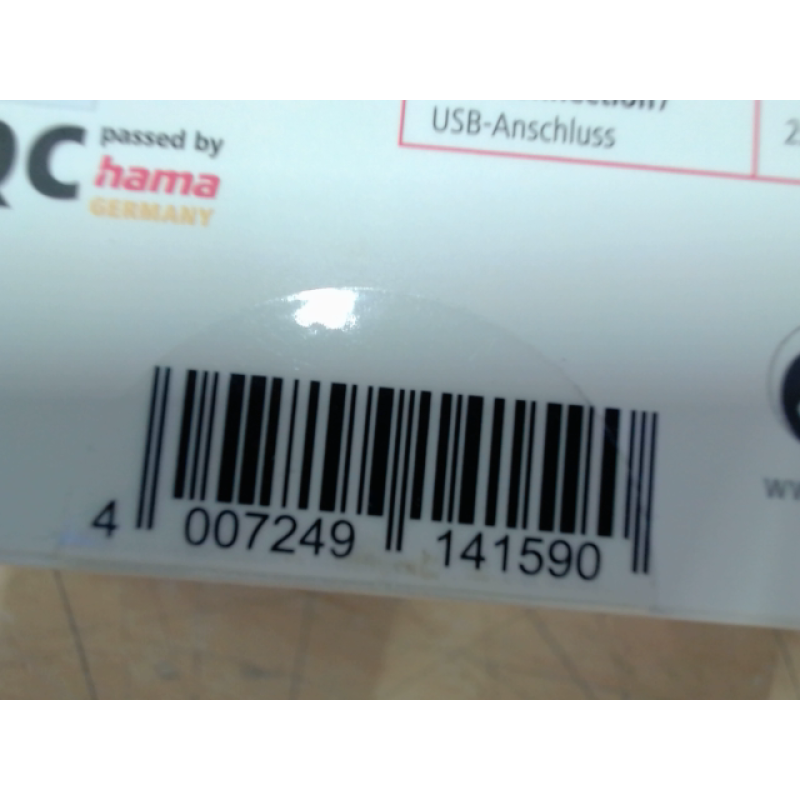 USB-Anschluss
QC passed by
hama
GERMANY
4 007249 141590